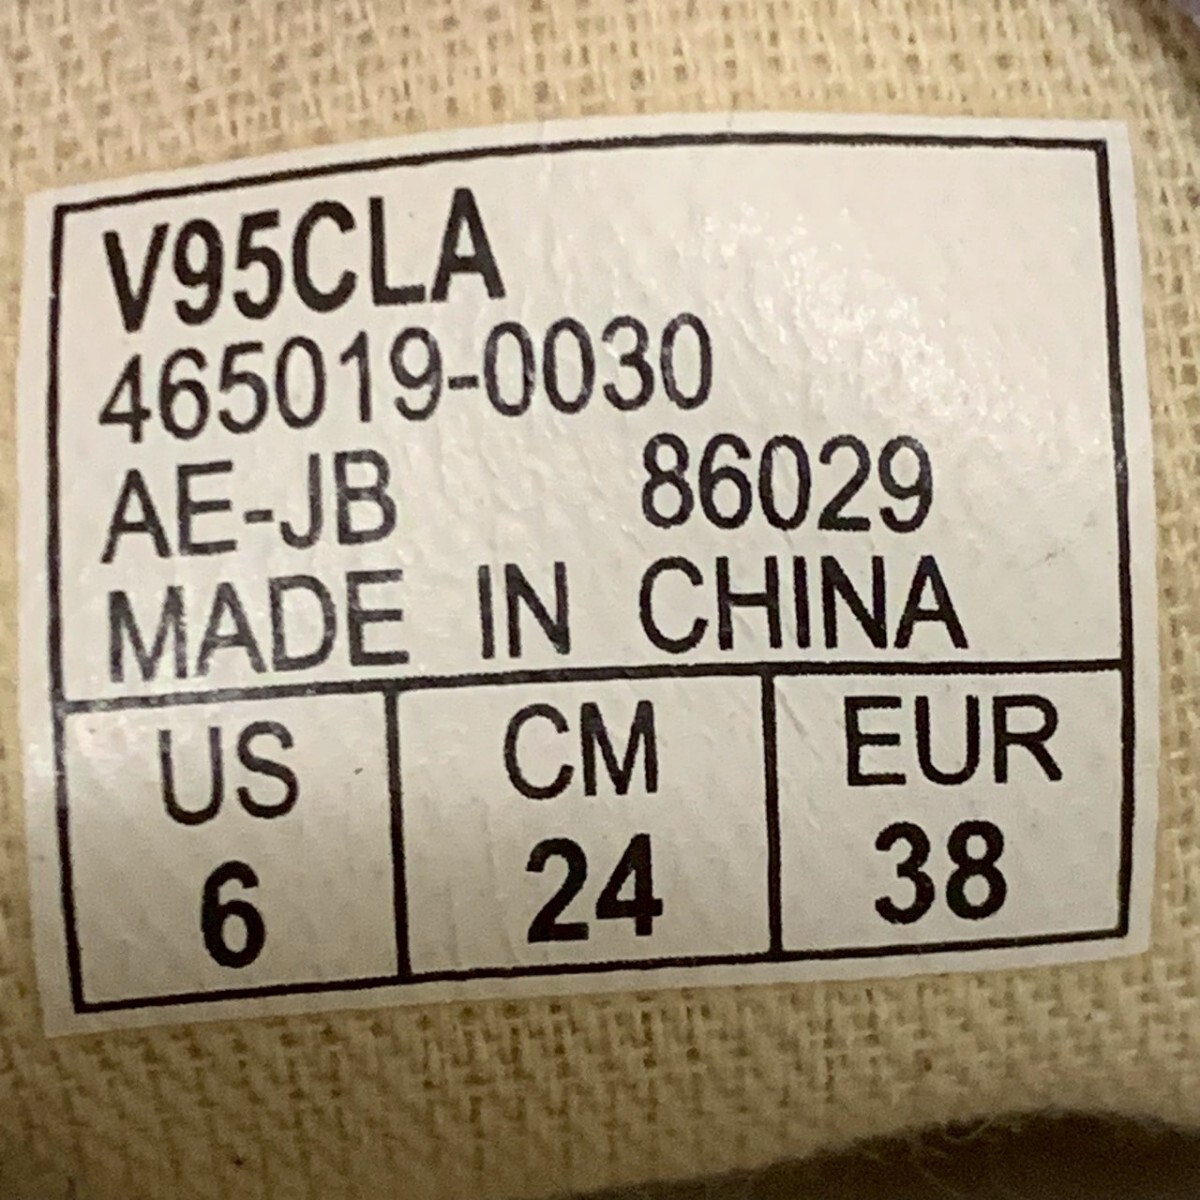 V95CLA
465019-0030
AE-JB 86029
MADE IN CHINA
US CM EUR
6 24 38